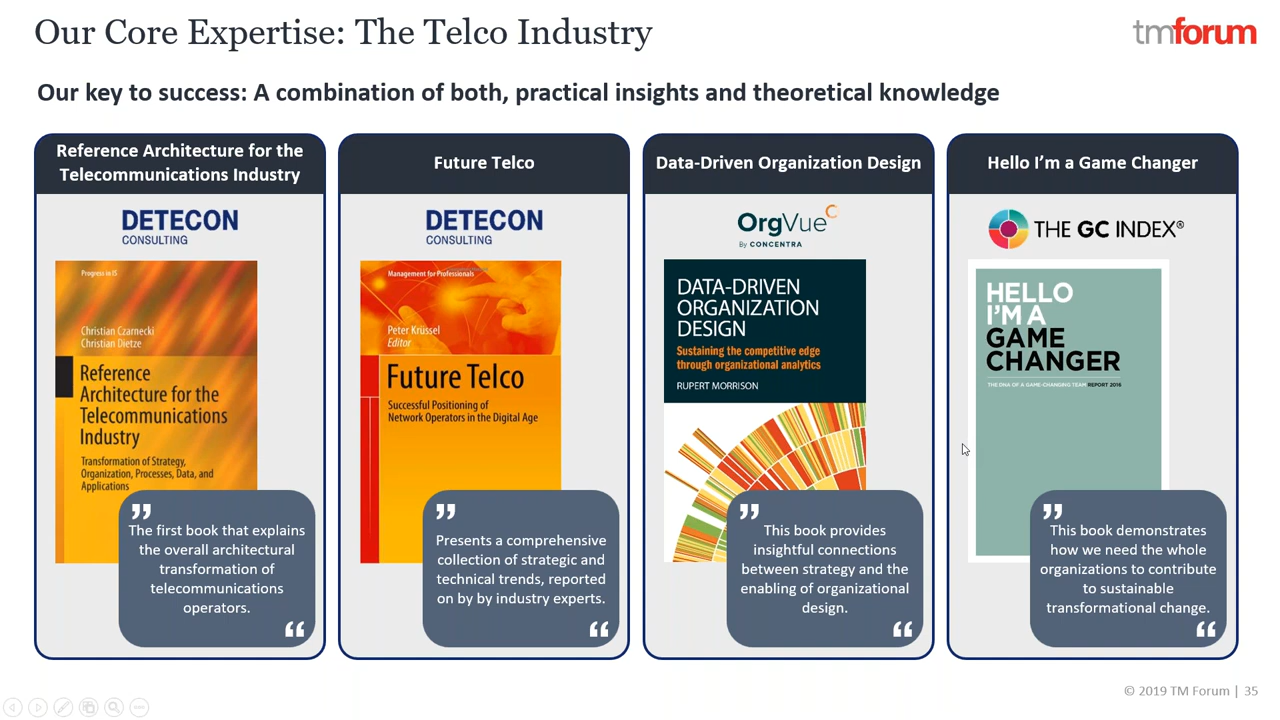 Our Core Expertise: The Telco Industry
tmforum
Our key to success: A combination of both, practical insights and theoretical knowledge
Reference Architecture for the
Telecommunications Industry
DETECON
CONSULTING
Progress in IS
Christian Czarnecki
Christian Dietze
Reference
Architecture for the
Telecommunications
Industry
Transformation of Strategy,
Organization, Processes, Data, and
Applications
❞
The first book that explains
the overall architectural
transformation of
telecommunications
operators.
❝
Future Telco
DETECON
CONSULTING
Management for Professionals
Peter Krüssel
Editor
Future Telco
Successful Positioning of
Network Operators in the Digital Age
❞
Presents a comprehensive
collection of strategic and
technical trends, reported
on by by industry experts.
❝
Data-Driven Organization Design
OrgVue
By CONCENTRA
DATA-DRIVEN
ORGANIZATION
DESIGN
Sustaining the competitive edge
through organizational analytics
RUPERT MORRISON
❞
This book provides
insightful connections
between strategy and the
enabling of organizational
design.
❝
Hello I'm a Game Changer
THE GC INDEX®
HELLO
I'M A
GAME
CHANGER
THE DNA OF A GAME-CHANGING TEAM REPORT 2016
❞
This book demonstrates
how we need the whole
organizations to contribute
to sustainable
transformational change.
❝
© 2019 TM Forum | 35